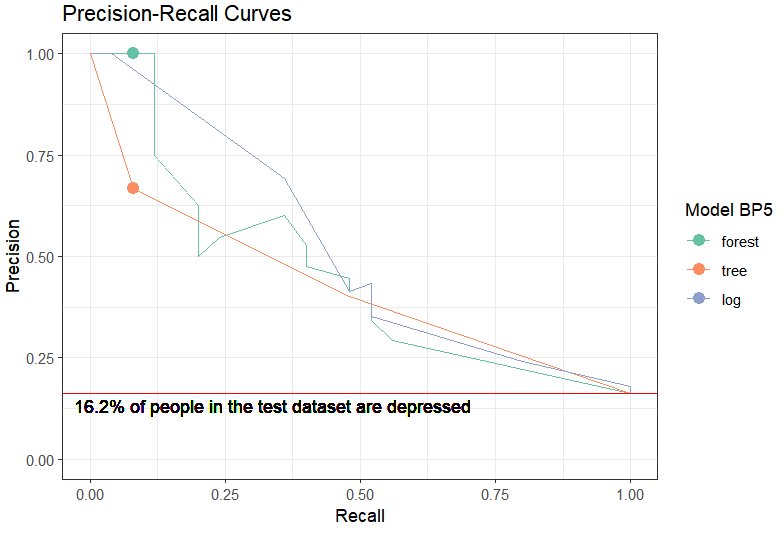 Precision-Recall Curves
1.00
0.75
0.50
0.25
0.00
Precision
16.2% of people in the test dataset are depressed
0.00 0.25 0.50 0.75 1.00
Recall
Model BP5
forest
tree
log